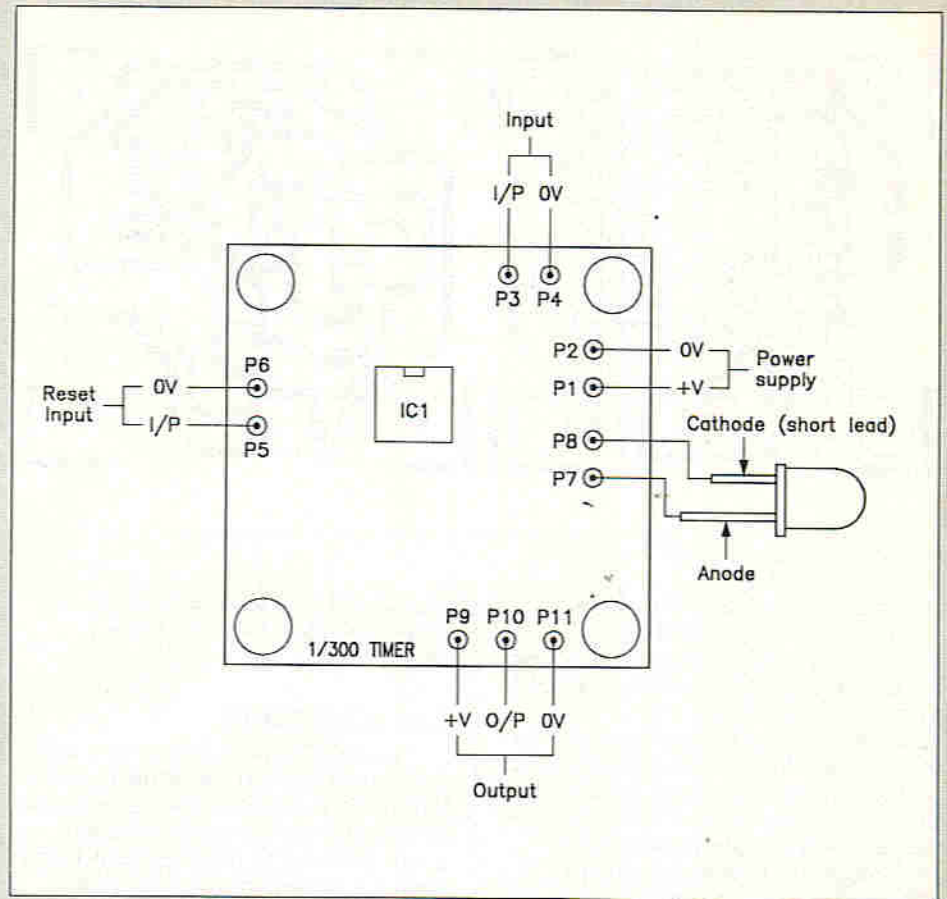 Input
I/P 0V
P3 P4
P2 0V
Power
supply
P1 +V
P6
Reset
Input
0V
I/P
P5
IC1
Cathode (short lead)
P8
P7
Anode
P9 P10 P11
1/300 TIMER
+V O/P 0V
Output